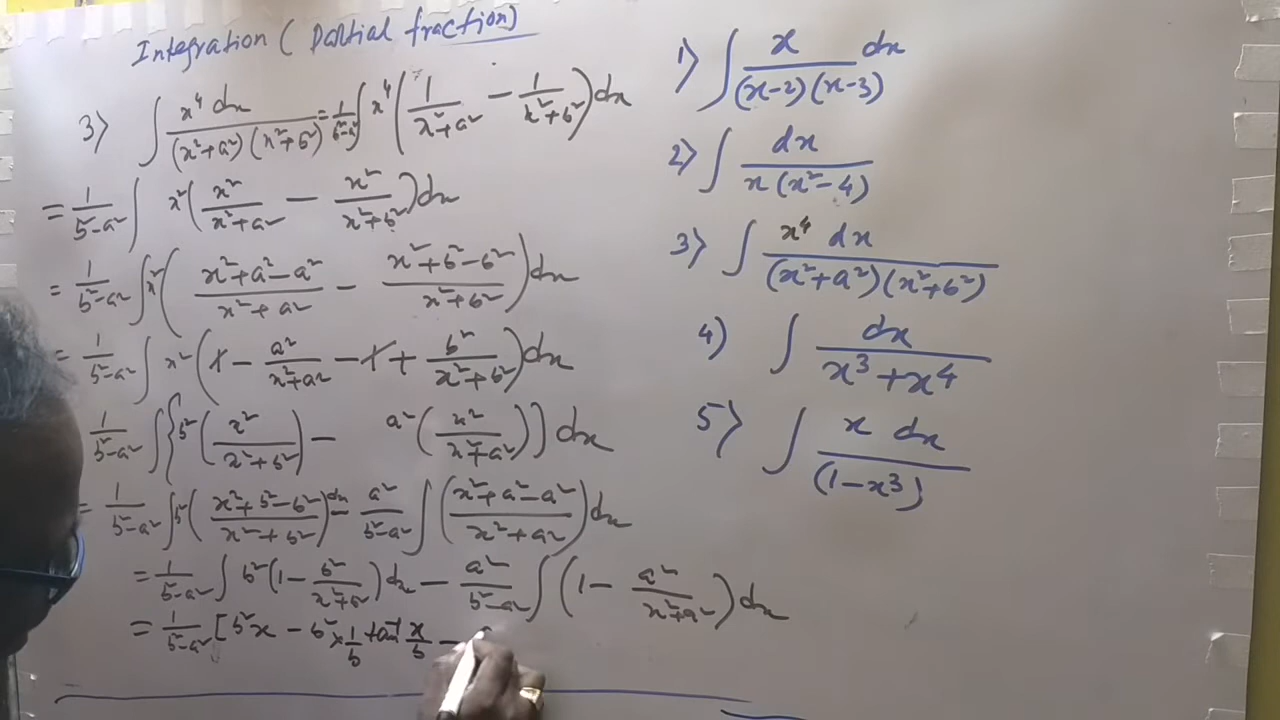 Integration ( Partial fraction)
3) ∫ x⁴ dx / (x²+a²)(x²+b²) = 1/(b²-a²) ∫ x⁴ ( 1/(x²+a²) - 1/(x²+b²) ) dx
= 1/(b²-a²) ∫ x² ( x²/(x²+a²) - x²/(x²+b²) ) dx
= 1/(b²-a²) ∫ x² ( (x²+a²-a²)/(x²+a²) - (x²+b²-b²)/(x²+b²) ) dx
= 1/(b²-a²) ∫ x² ( 1 - a²/(x²+a²) - 1 + b²/(x²+b²) ) dx
1/(b²-a²) ∫ { b² ( x²/(x²+b²) ) - a² ( x²/(x²+a²) ) } dx
= 1/(b²-a²) ∫ b² ( (x²+b²-b²)/(x²+b²) ) dx - a²/(b²-a²) ∫ ( (x²+a²-a²)/(x²+a²) ) dx
= 1/(b²-a²) ∫ b² (1 - b²/(x²+a²) ) dx - a²/(b²-a²) ∫ ( 1 - a²/(x²+a²) ) dx
= 1/(b²-a²) [ b²x - b² × 1/b tan⁻¹ x/b -
1) ∫ x/((x-2)(x-3)) dx
2) ∫ dx/(x(x²-4))
3) ∫ x⁴ dx/((x²+a²)(x²+b²))
4) ∫ dx/(x³+x⁴)
5) ∫ x dx/(1-x³)